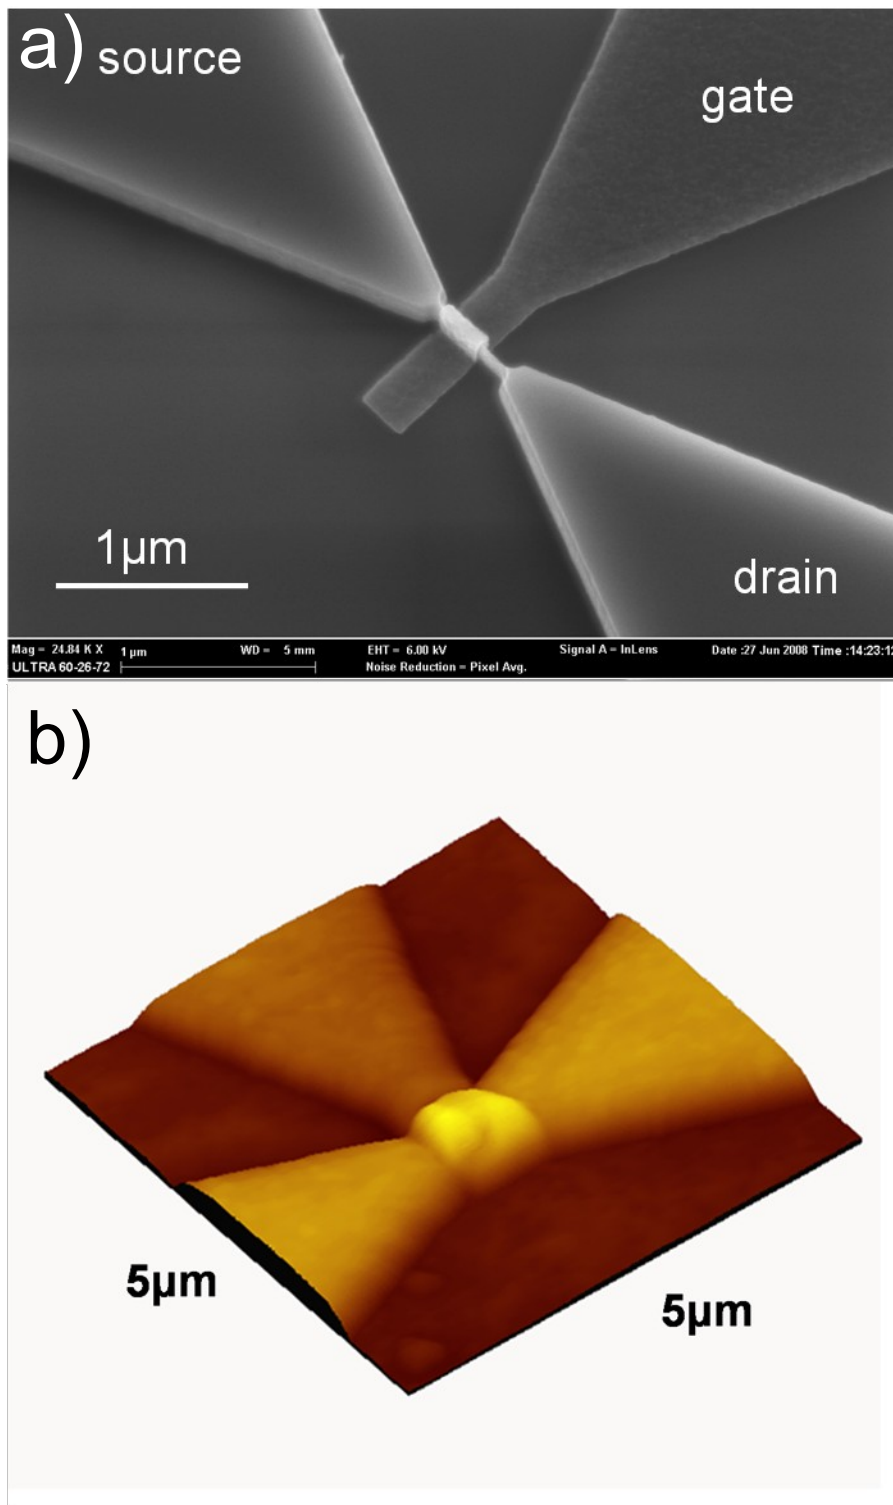 a) source
gate
1µm
drain
Mag = 24.84 K X 1 µm WD = 5 mm EHT = 6.00 kV Signal A = InLens Date :27 Jun 2008 Time :14:23:12
ULTRA 60-26-72 Noise Reduction = Pixel Avg.
b)
5µm
5µm